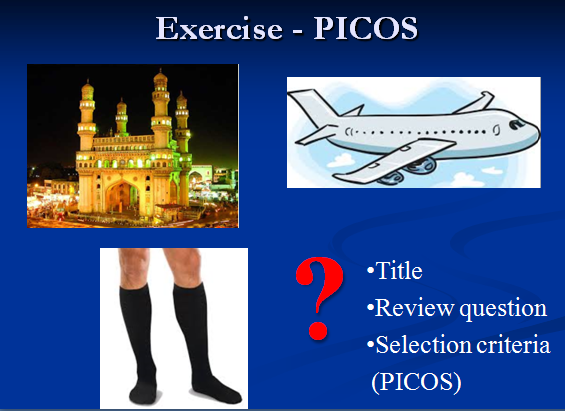 Exercise - PICOS
?
•Title
•Review question
•Selection criteria
(PICOS)